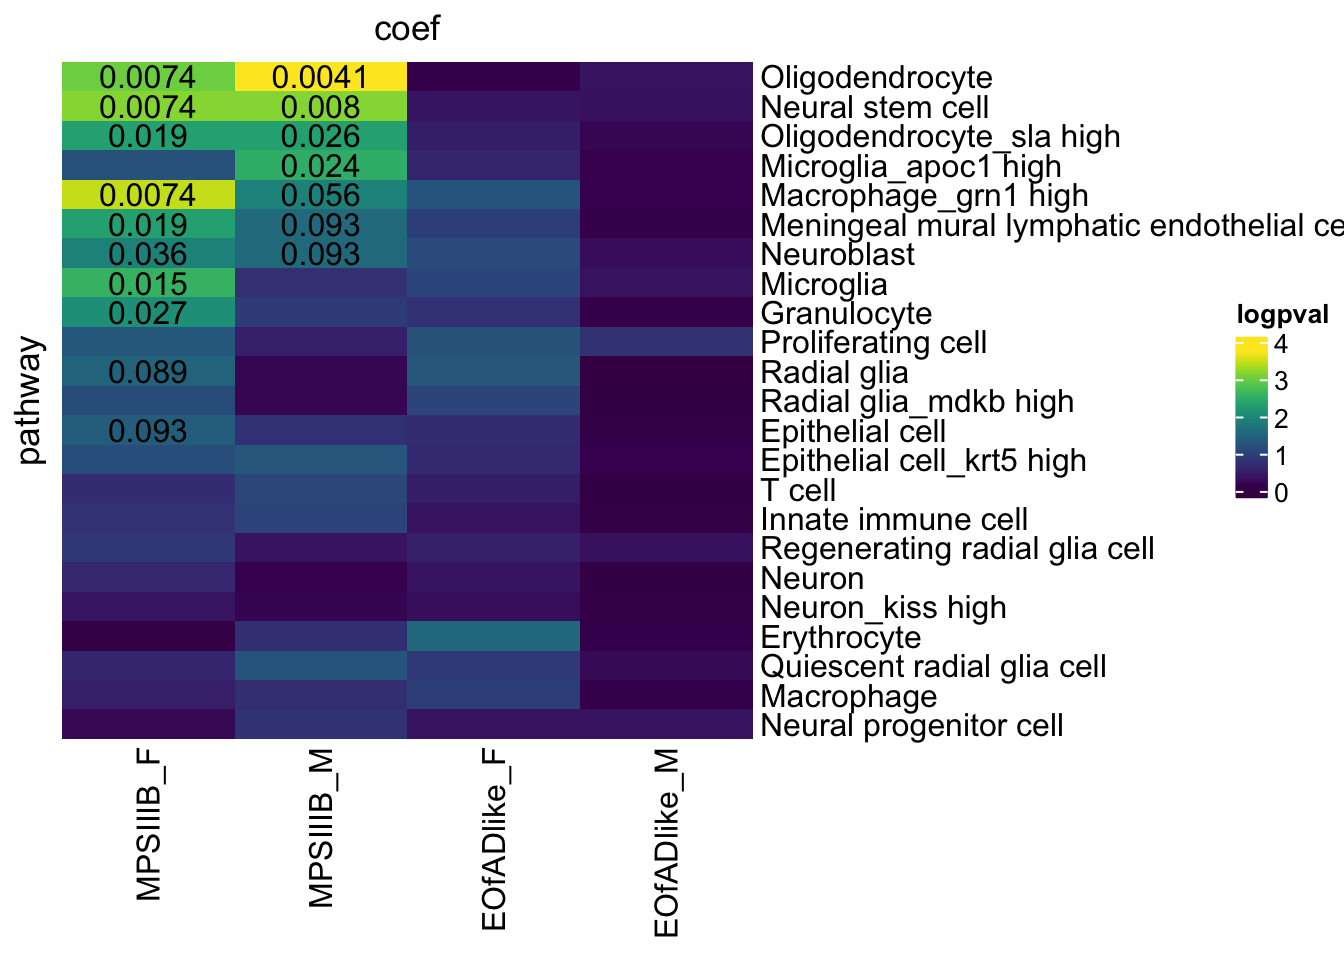 coef
0.0074 0.0041 Oligodendrocyte
0.0074 0.008 Neural stem cell
0.019 0.026 Oligodendrocyte_sla high
0.024 Microglia_apoc1 high
0.0074 0.056 Macrophage_grn1 high
0.019 0.093 Meningeal mural lymphatic endothelial ce
0.036 0.093 Neuroblast
0.015 Microglia
0.027 Granulocyte
Proliferating cell
0.089 Radial glia
Radial glia_mdkb high
0.093 Epithelial cell
Epithelial cell_krt5 high
T cell
Innate immune cell
Regenerating radial glia cell
Neuron
Neuron_kiss high
Erythrocyte
Quiescent radial glia cell
Macrophage
Neural progenitor cell
pathway
MPSIIIB_F
MPSIIIB_M
EOfADlike_F
EOfADlike_M
logpval
4
3
2
1
0